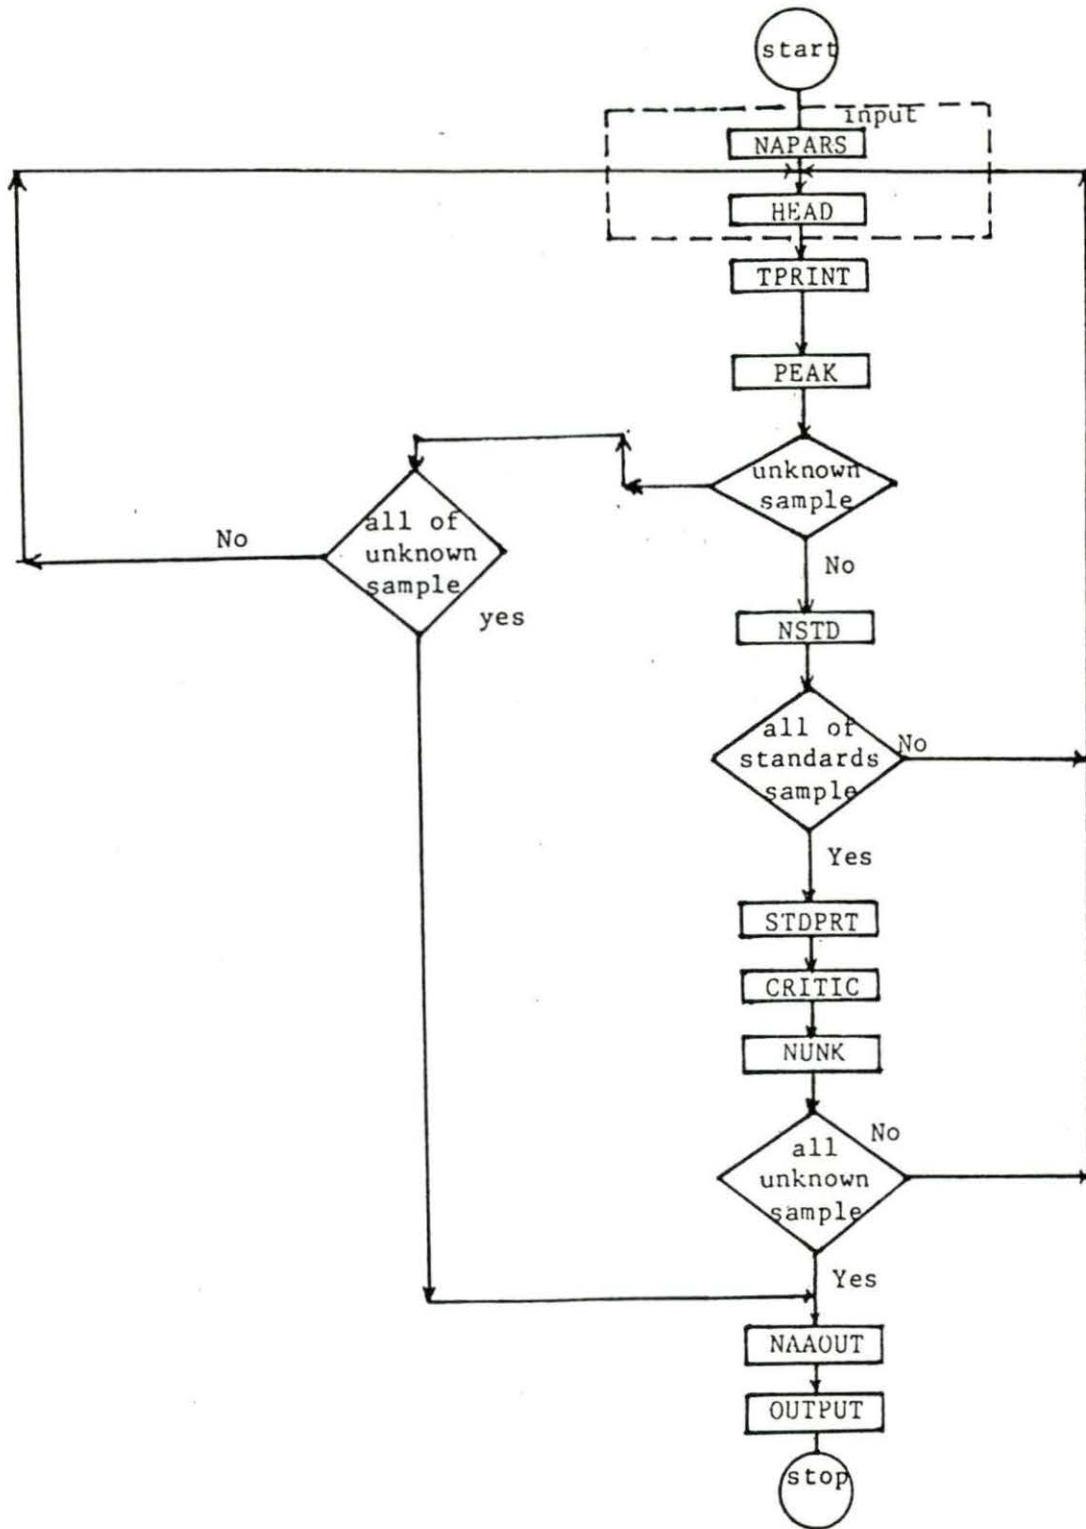 start
input
NAPARS
HEAD
TPRINT
PEAK
unknown
sample
No
all of
unknown
sample
No
yes
NSTD
all of
standards
sample
No
Yes
STDPRT
CRITIC
NUNK
all
unknown
sample
No
Yes
NAAOUT
OUTPUT
stop